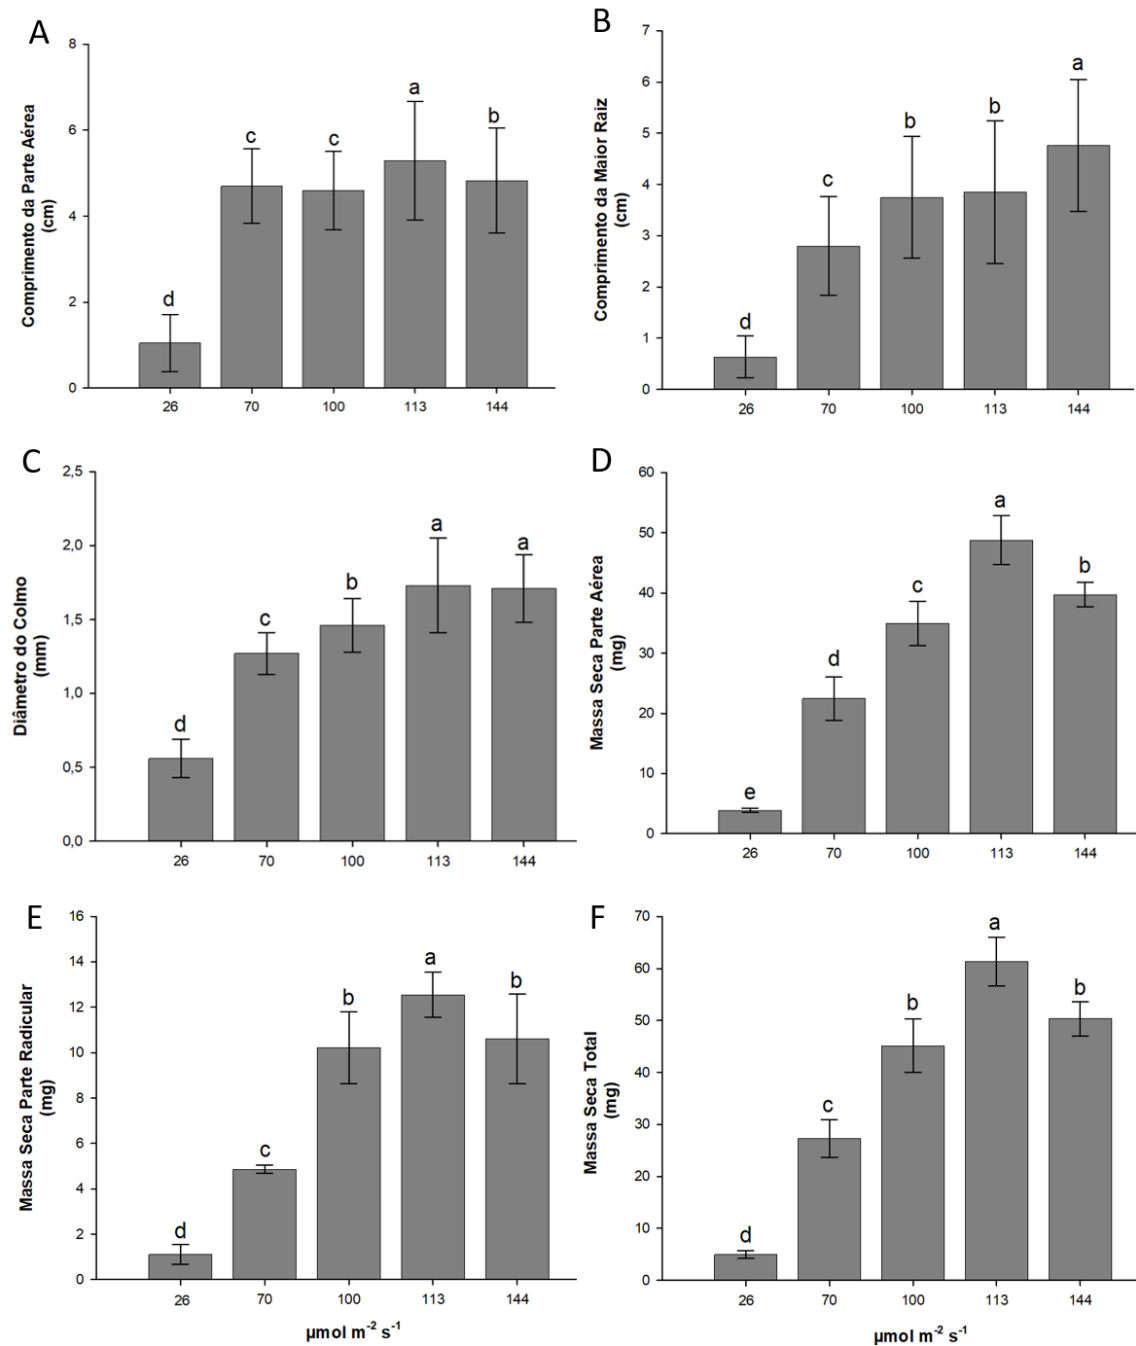 A
Comprimento da Parte Aérea
(cm)
8
6
4
2
0
d
c
c
a
b
26
70
100
113
144
B
Comprimento da Maior Raiz
(cm)
7
6
5
4
3
2
1
0
d
c
b
b
a
26
70
100
113
144
C
Diâmetro do Colmo
(mm)
2,5
2,0
1,5
1,0
0,5
0,0
d
c
b
a
a
26
70
100
113
144
D
Massa Seca Parte Aérea
(mg)
60
50
40
30
20
10
0
e
d
c
a
b
26
70
100
113
144
E
Massa Seca Parte Radicular
(mg)
16
14
12
10
8
6
4
2
0
d
c
b
a
b
26
70
100
113
144
µmol m⁻² s⁻¹
F
Massa Seca Total
(mg)
70
60
50
40
30
20
10
0
d
c
b
a
b
26
70
100
113
144
µmol m⁻² s⁻¹